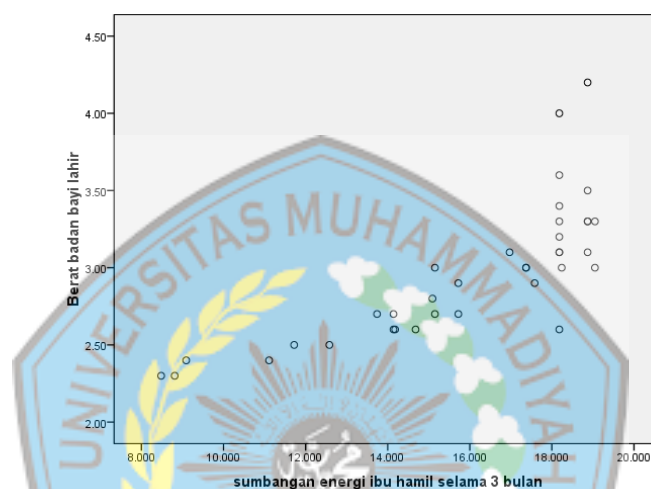 4.50
4.00
3.50
3.00
2.50
2.00
Berat badan bayi lahir
UNIVERSITAS MUHAMMADIYAH
8.000 10.000 12.000 14.000 16.000 18.000 20.000
sumbangan energi ibu hamil selama 3 bulan